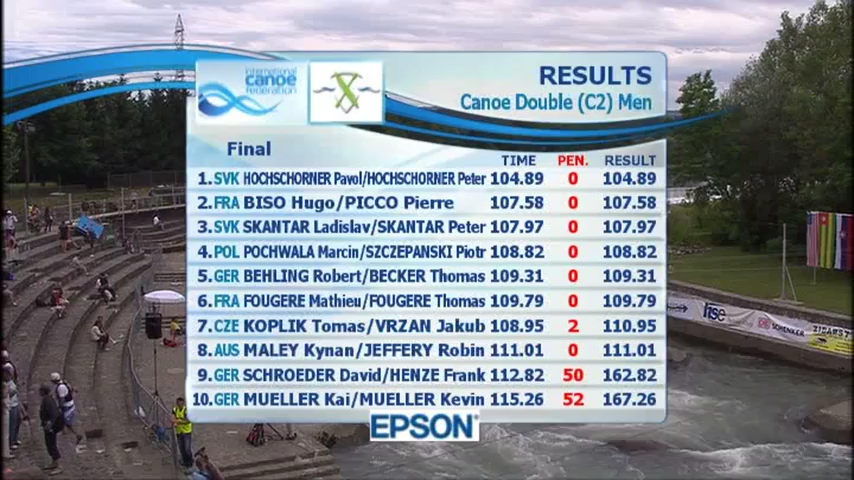 international
canoe
federation
RESULTS
Canoe Double (C2) Men
Final
TIME PEN. RESULT
1. SVK HOCHSCHORNER Pavol/HOCHSCHORNER Peter 104.89 0 104.89
2. FRA BISO Hugo/PICCO Pierre 107.58 0 107.58
3. SVK SKANTAR Ladislav/SKANTAR Peter 107.97 0 107.97
4. POL POCHWALA Marcin/SZCZEPANSKI Piotr 108.82 0 108.82
5. GER BEHLING Robert/BECKER Thomas 109.31 0 109.31
6. FRA FOUGERE Mathieu/FOUGERE Thomas 109.79 0 109.79
7. CZE KOPLIK Tomas/VRZAN Jakub 108.95 2 110.95
8. AUS MALEY Kynan/JEFFERY Robin 111.01 0 111.01
9. GER SCHROEDER David/HENZE Frank 112.82 50 162.82
10. GER MUELLER Kai/MUELLER Kevin 115.26 52 167.26
EPSON
SCHENKER